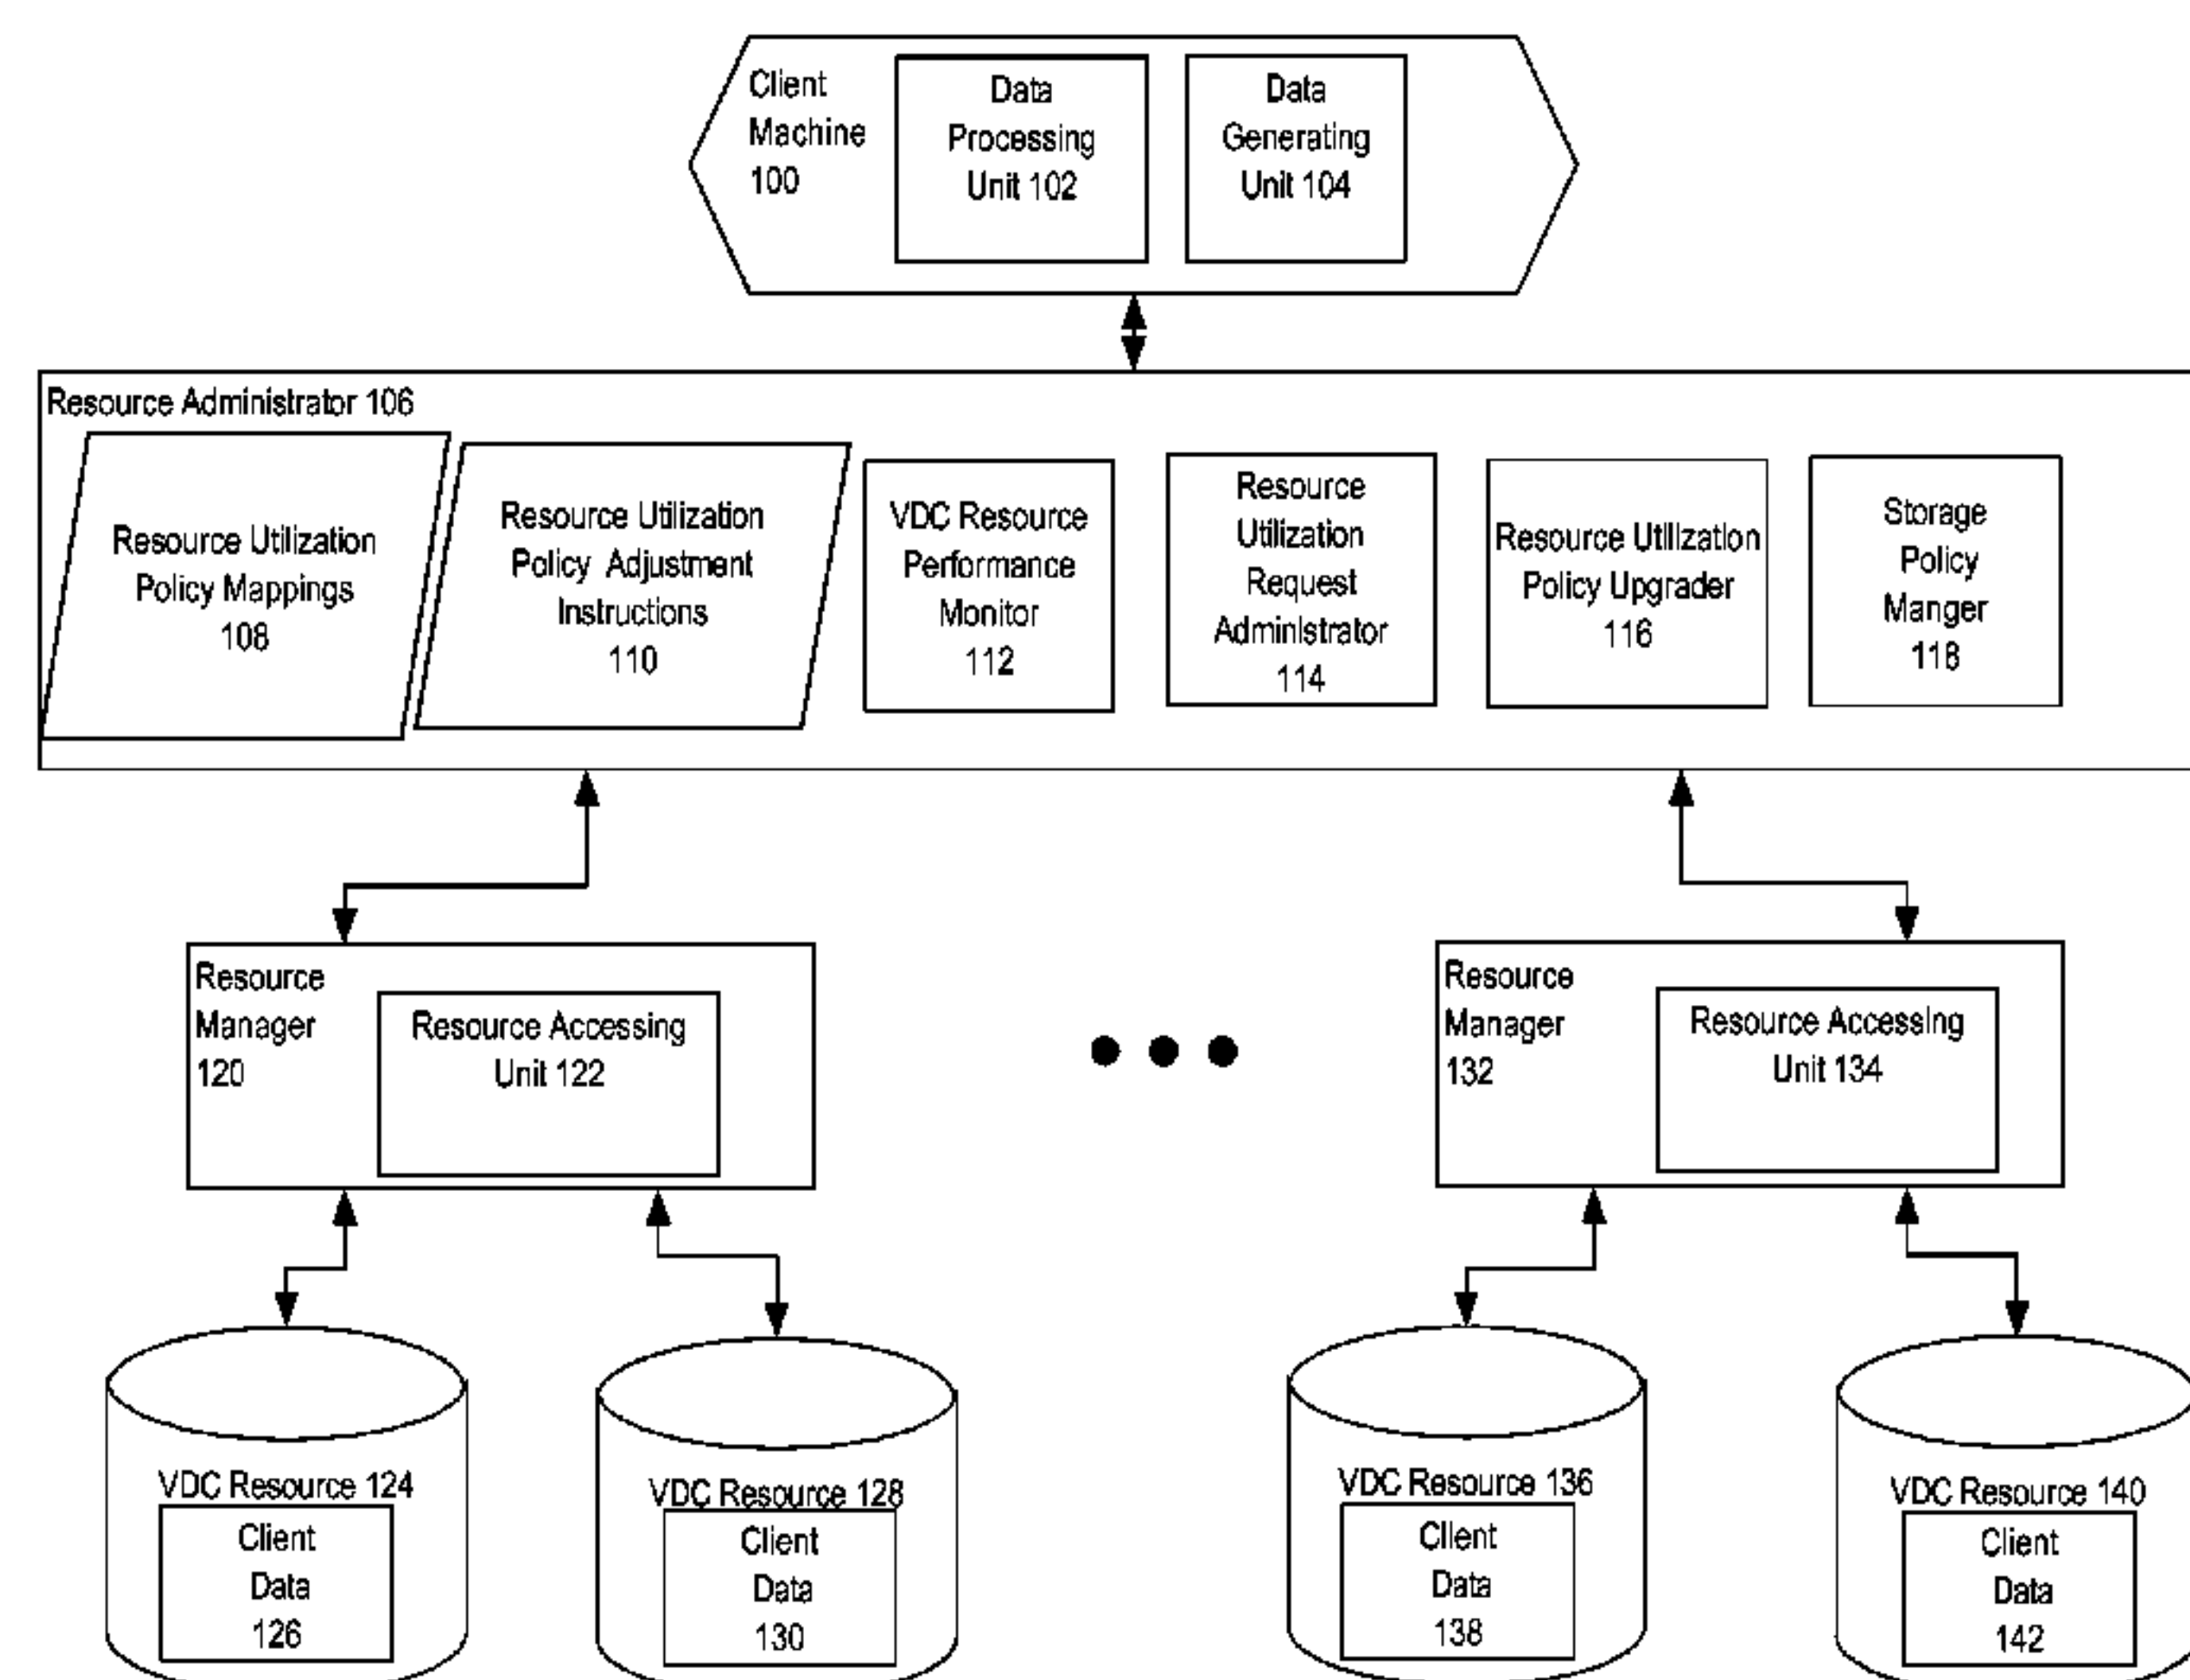 Client
Machine
100
Data
Processing
Unit 102
Data
Generating
Unit 104
Resource Administrator 106
Resource Utilization
Policy Mappings
108
Resource Utilization
Policy Adjustment
Instructions
110
VDC Resource
Performance
Monitor
112
Resource
Utilization
Request
Administrator
114
Resource Utilization
Policy Upgrader
116
Storage
Policy
Manger
118
Resource
Manager
120
Resource Accessing
Unit 122
Resource
Manager
132
Resource Accessing
Unit 134
VDC Resource 124
Client
Data
126
VDC Resource 128
Client
Data
130
VDC Resource 136
Client
Data
138
VDC Resource 140
Client
Data
142